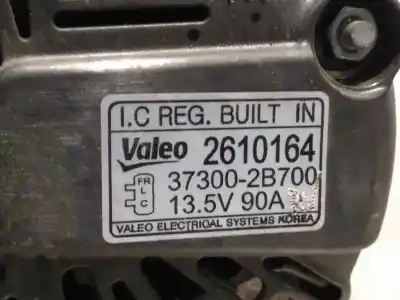 I.C REG. BUILT IN
Valeo 2610164
FR
L
C
37300-2B700
13.5V 90A
VALEO ELECTRICAL SYSTEMS KOREA